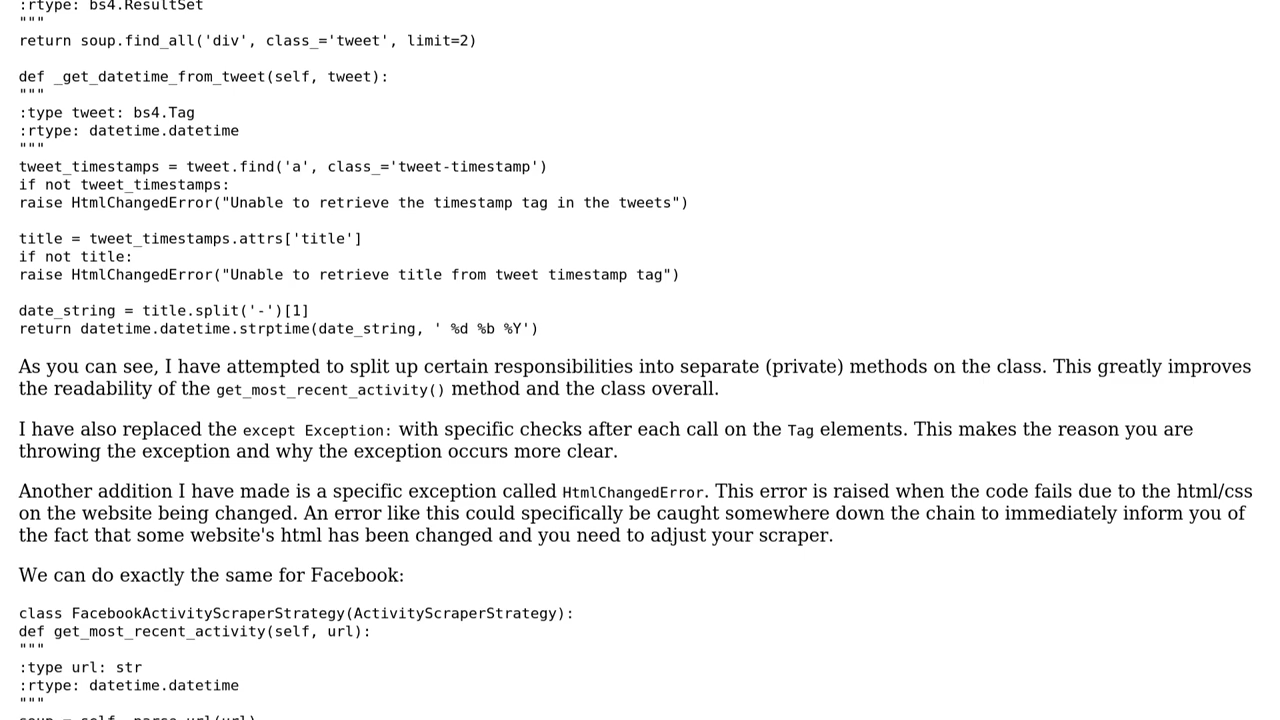 :rtype: bs4.ResultSet
"""
return soup.find_all('div', class_='tweet', limit=2)
def _get_datetime_from_tweet(self, tweet):
"""
:type tweet: bs4.Tag
:rtype: datetime.datetime
"""
tweet_timestamps = tweet.find('a', class_='tweet-timestamp')
if not tweet_timestamps:
raise HtmlChangedError("Unable to retrieve the timestamp tag in the tweets")
title = tweet_timestamps.attrs['title']
if not title:
raise HtmlChangedError("Unable to retrieve title from tweet timestamp tag")
date_string = title.split('-')[1]
return datetime.datetime.strptime(date_string, ' %d %b %Y')
As you can see, I have attempted to split up certain responsibilities into separate (private) methods on the class. This greatly improves
the readability of the get_most_recent_activity() method and the class overall.
I have also replaced the except Exception: with specific checks after each call on the Tag elements. This makes the reason you are
throwing the exception and why the exception occurs more clear.
Another addition I have made is a specific exception called HtmlChangedError. This error is raised when the code fails due to the html/css
on the website being changed. An error like this could specifically be caught somewhere down the chain to immediately inform you of
the fact that some website's html has been changed and you need to adjust your scraper.
We can do exactly the same for Facebook:
class FacebookActivityScraperStrategy(ActivityScraperStrategy):
def get_most_recent_activity(self, url):
"""
:type url: str
:rtype: datetime.datetime
"""
soup = self._parse_url(url)